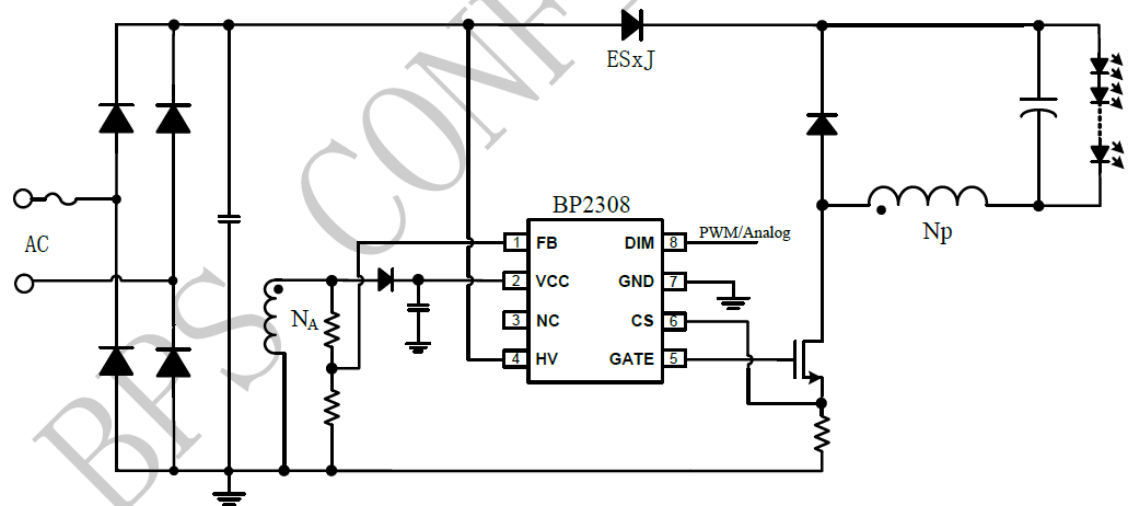 BPS CONF
ESxJ
BP2308
AC
1 FB
DIM 8
PWM/Analog
Np
2 VCC
GND 7
NA
3 NC
CS 6
4 HV
GATE 5